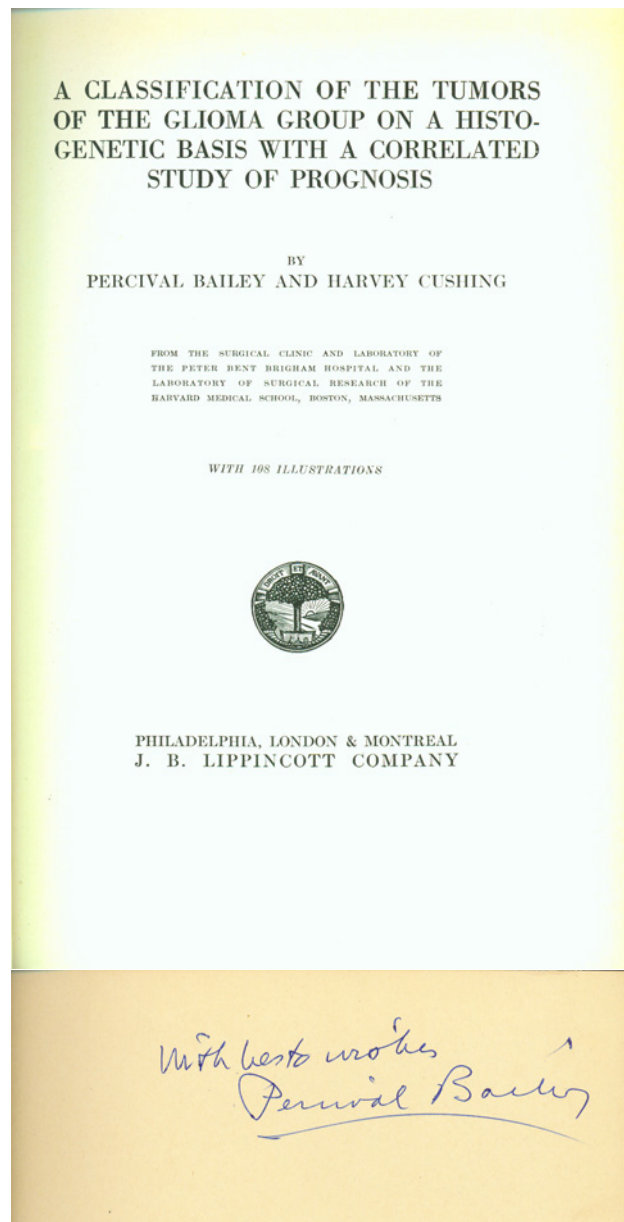 A CLASSIFICATION OF THE TUMORS
OF THE GLIOMA GROUP ON A HISTO-
GENETIC BASIS WITH A CORRELATED
STUDY OF PROGNOSIS
BY
PERCIVAL BAILEY AND HARVEY CUSHING
FROM THE SURGICAL CLINIC AND LABORATORY OF
THE PETER BENT BRIGHAM HOSPITAL AND THE
LABORATORY OF SURGICAL RESEARCH OF THE
HARVARD MEDICAL SCHOOL, BOSTON, MASSACHUSETTS
WITH 108 ILLUSTRATIONS
DROIT ET AVANT
PHILADELPHIA, LONDON & MONTREAL
J. B. LIPPINCOTT COMPANY
With best wishes
Percival Bailey